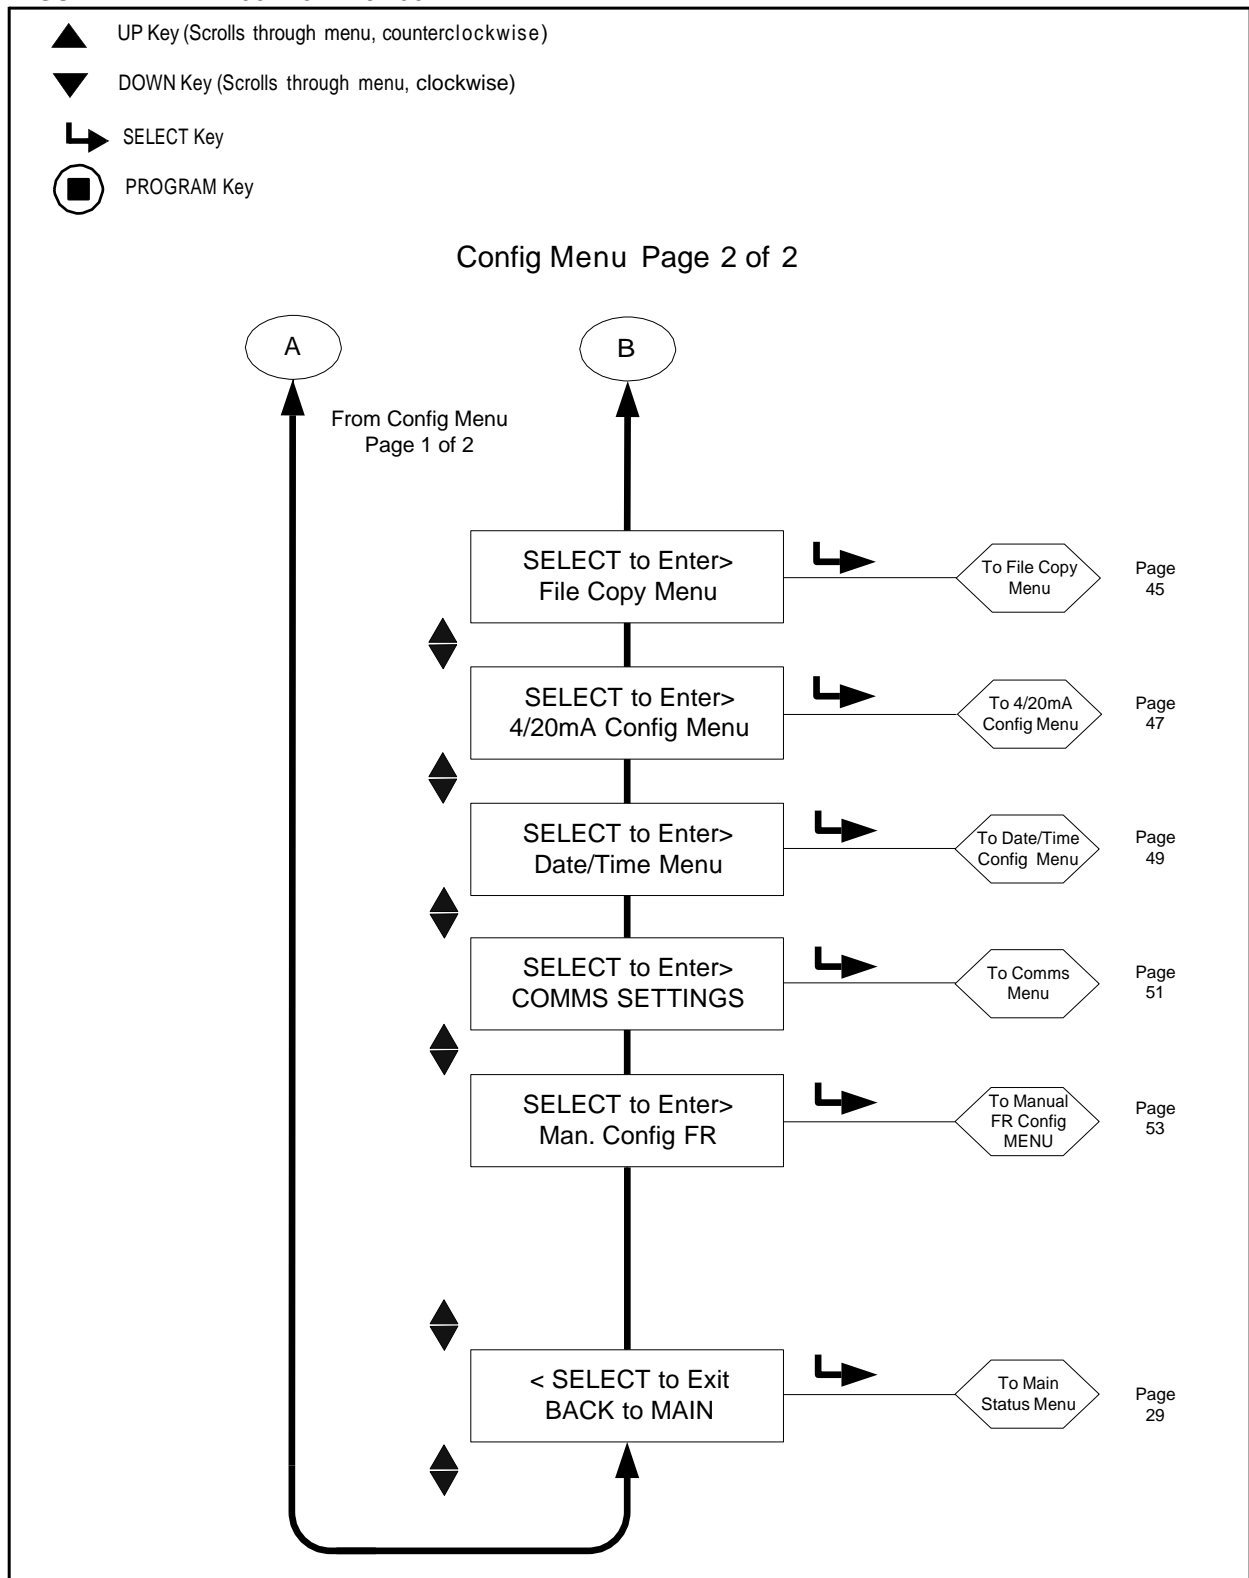 UP Key (Scrolls through menu, counterclockwise)
DOWN Key (Scrolls through menu, clockwise)
SELECT Key
PROGRAM Key
Config Menu Page 2 of 2
A
B
From Config Menu
Page 1 of 2
SELECT to Enter>
File Copy Menu
To File Copy
Menu
Page
45
SELECT to Enter>
4/20mA Config Menu
To 4/20mA
Config Menu
Page
47
SELECT to Enter>
Date/Time Menu
To Date/Time
Config Menu
Page
49
SELECT to Enter>
COMMS SETTINGS
To Comms
Menu
Page
51
SELECT to Enter>
Man. Config FR
To Manual
FR Config
MENU
Page
53
< SELECT to Exit
BACK to MAIN
To Main
Status Menu
Page
29